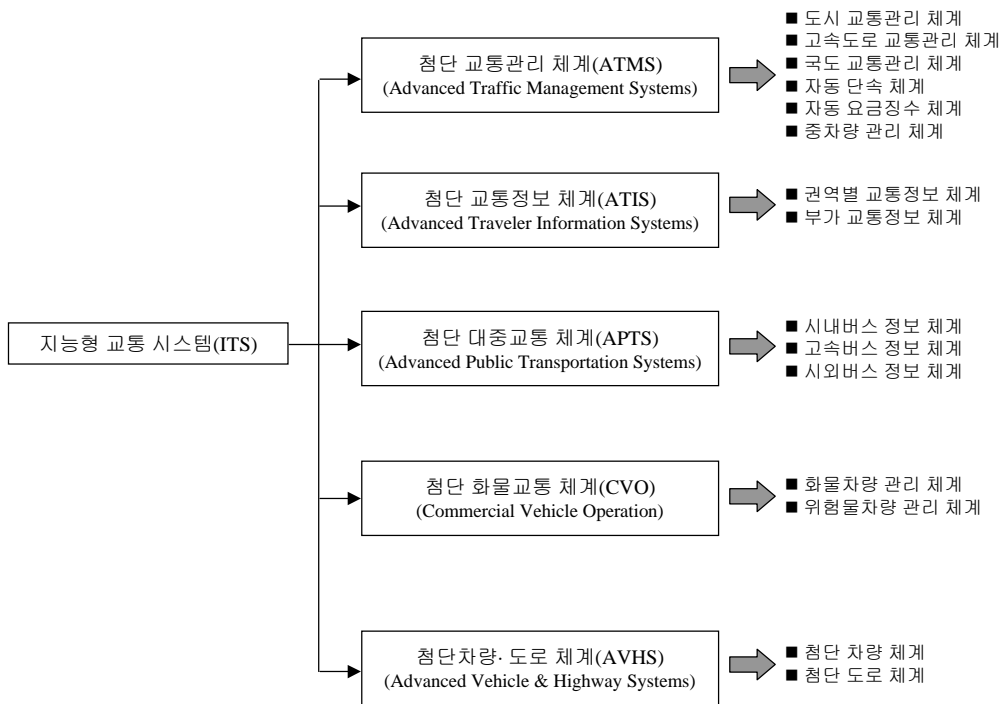 첨단 교통관리 체계(ATMS)
(Advanced Traffic Management Systems)
■ 도시 교통관리 체계
■ 고속도로 교통관리 체계
■ 국도 교통관리 체계
■ 자동 단속 체계
■ 자동 요금징수 체계
■ 중차량 관리 체계
첨단 교통정보 체계(ATIS)
(Advanced Traveler Information Systems)
■ 권역별 교통정보 체계
■ 부가 교통정보 체계
지능형 교통 시스템(ITS)
첨단 대중교통 체계(APTS)
(Advanced Public Transportation Systems)
■ 시내버스 정보 체계
■ 고속버스 정보 체계
■ 시외버스 정보 체계
첨단 화물교통 체계(CVO)
(Commercial Vehicle Operation)
■ 화물차량 관리 체계
■ 위험물차량 관리 체계
첨단차량· 도로 체계(AVHS)
(Advanced Vehicle & Highway Systems)
■ 첨단 차량 체계
■ 첨단 도로 체계